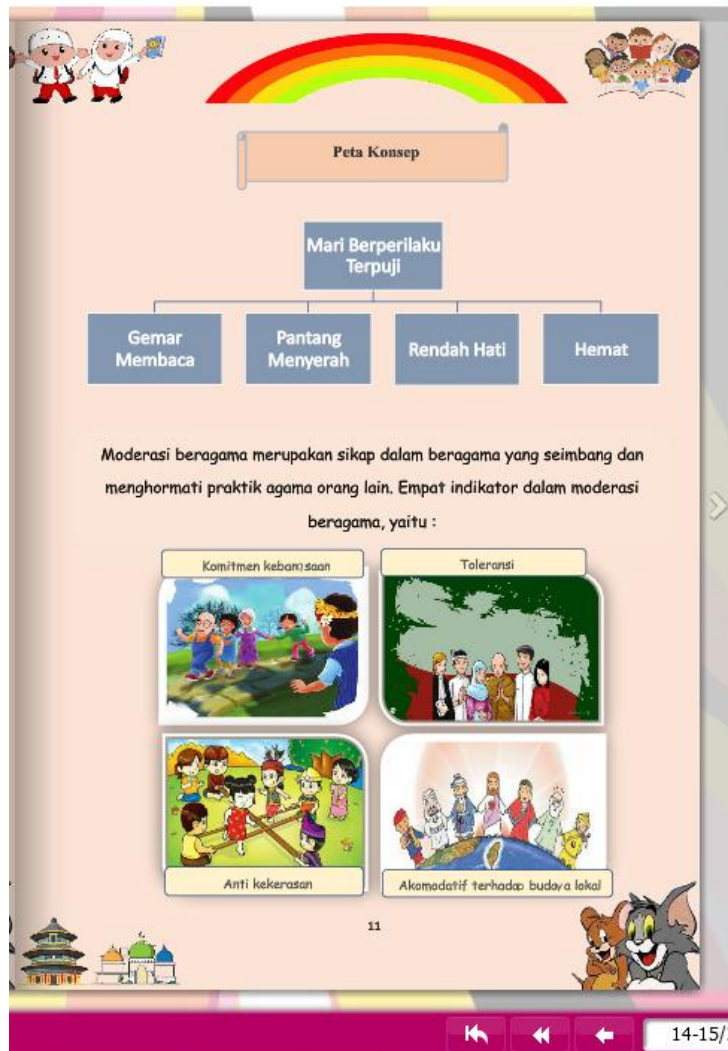 Peta Konsep
Mari Berperilaku
Terpuji
Gemar
Membaca
Pantang
Menyerah
Rendah Hati
Hemat
Moderasi beragama merupakan sikap dalam beragama yang seimbang dan
menghormati praktik agama orang lain. Empat indikator dalam moderasi
beragama, yaitu :
Komitmen kebangsaan
Toleransi
Anti kekerasan
Akomodatif terhadap budaya lokal
11
14-15/